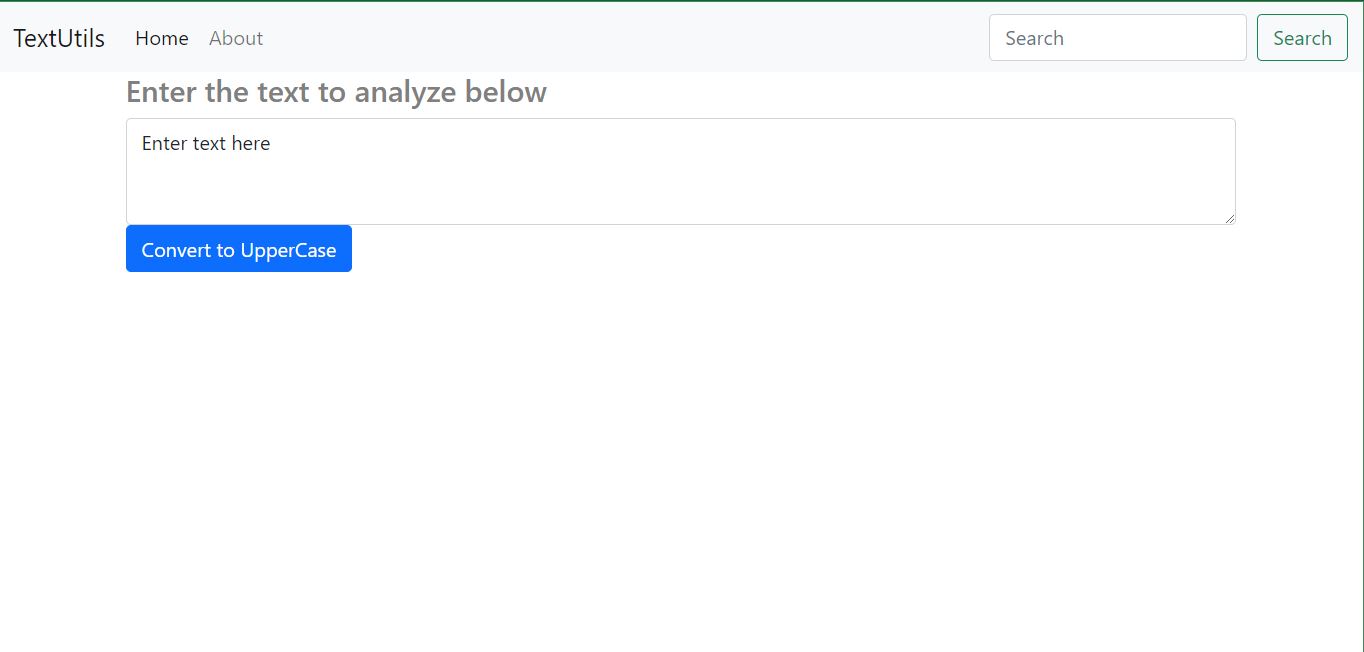 TextUtils Home About Search Search
Enter the text to analyze below
Enter text here
Convert to UpperCase